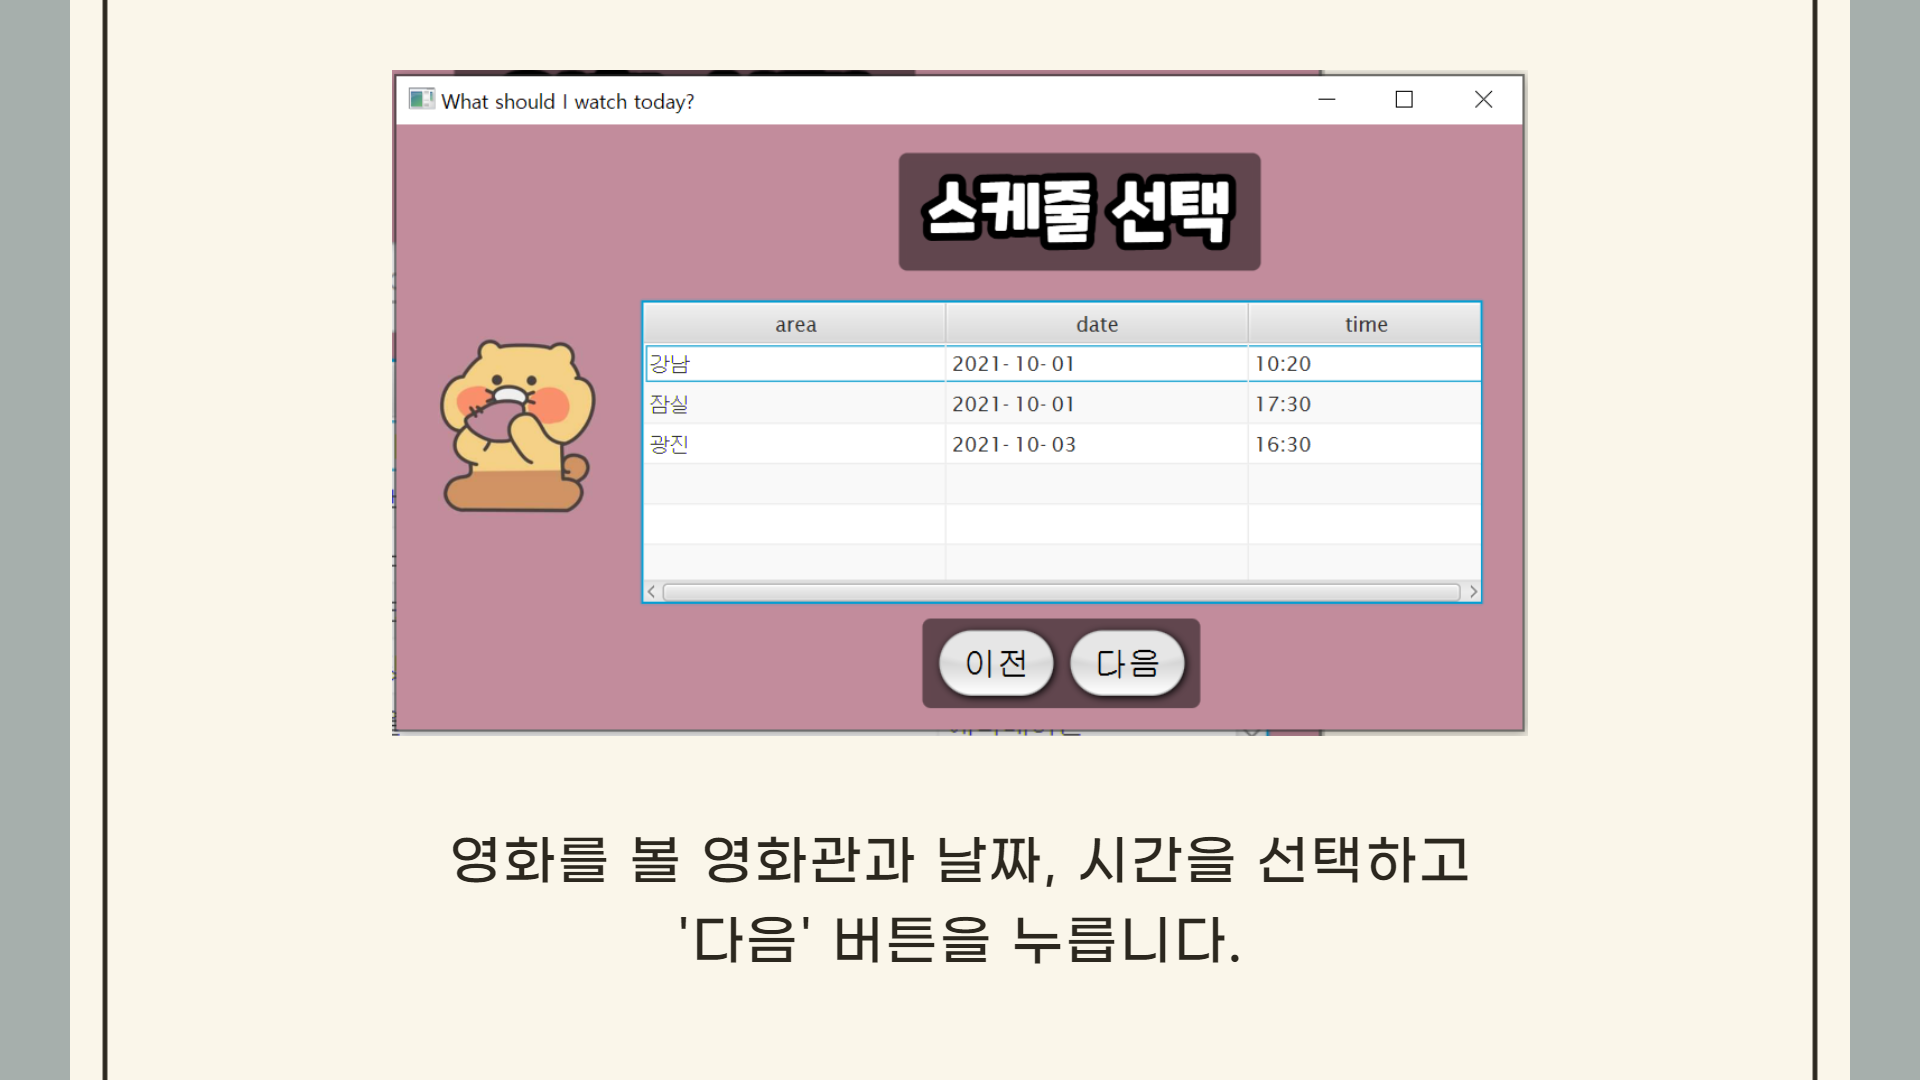 What should I watch today?
스케줄 선택
area date time
강남 2021-10-01 10:20
잠실 2021-10-01 17:30
광진 2021-10-03 16:30
이전 다음
영화를 볼 영화관과 날짜, 시간을 선택하고
'다음' 버튼을 누릅니다.